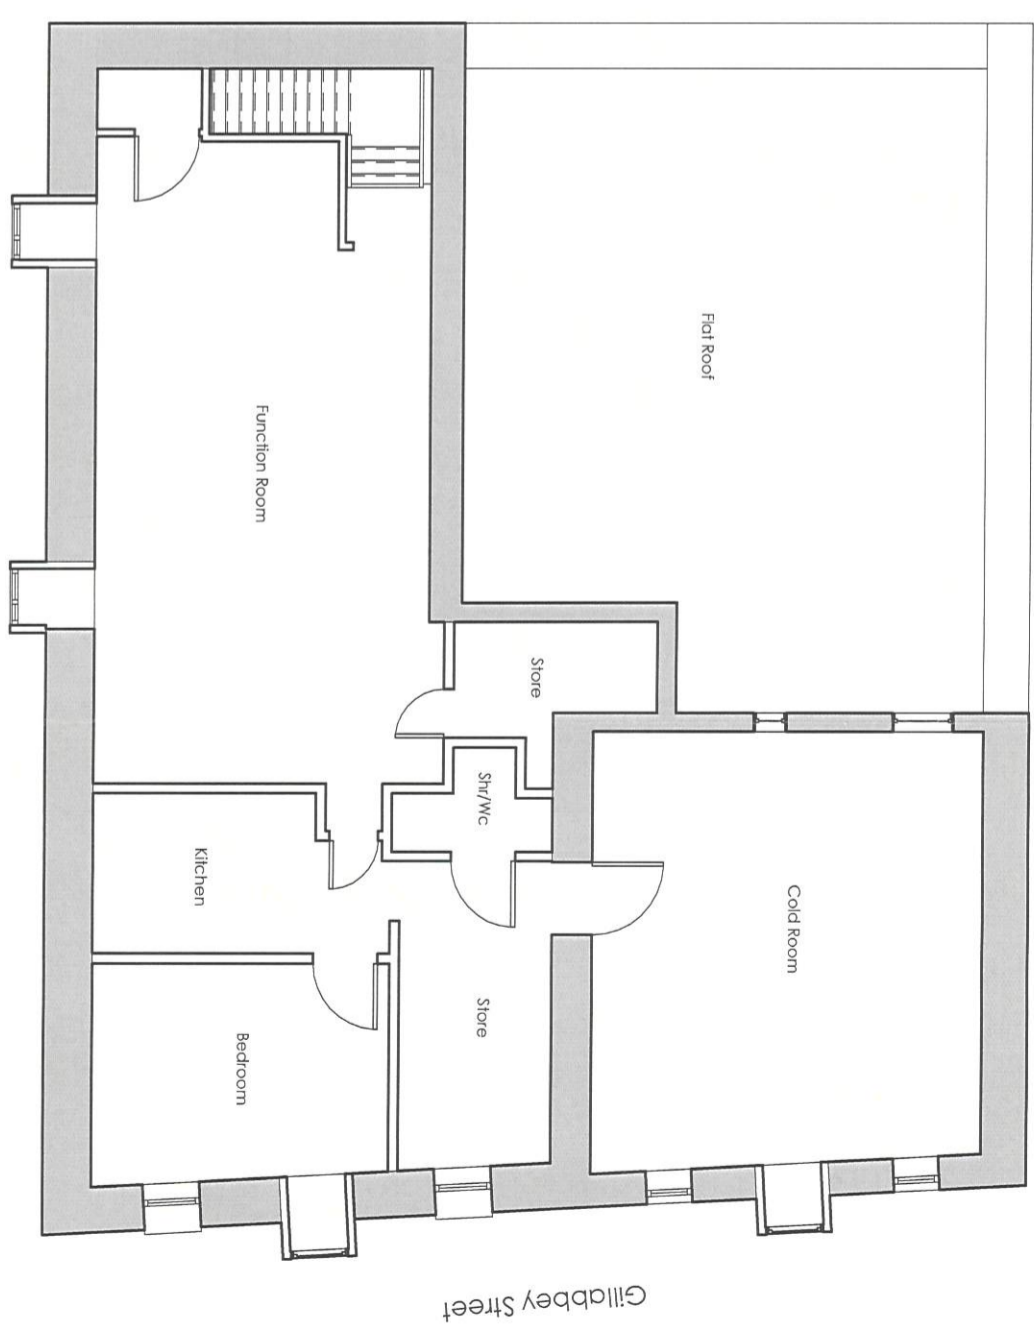 Flat Roof
Function Room
Store
Shr/Wc
Kitchen
Cold Room
Store
Bedroom
Gillabbey Street